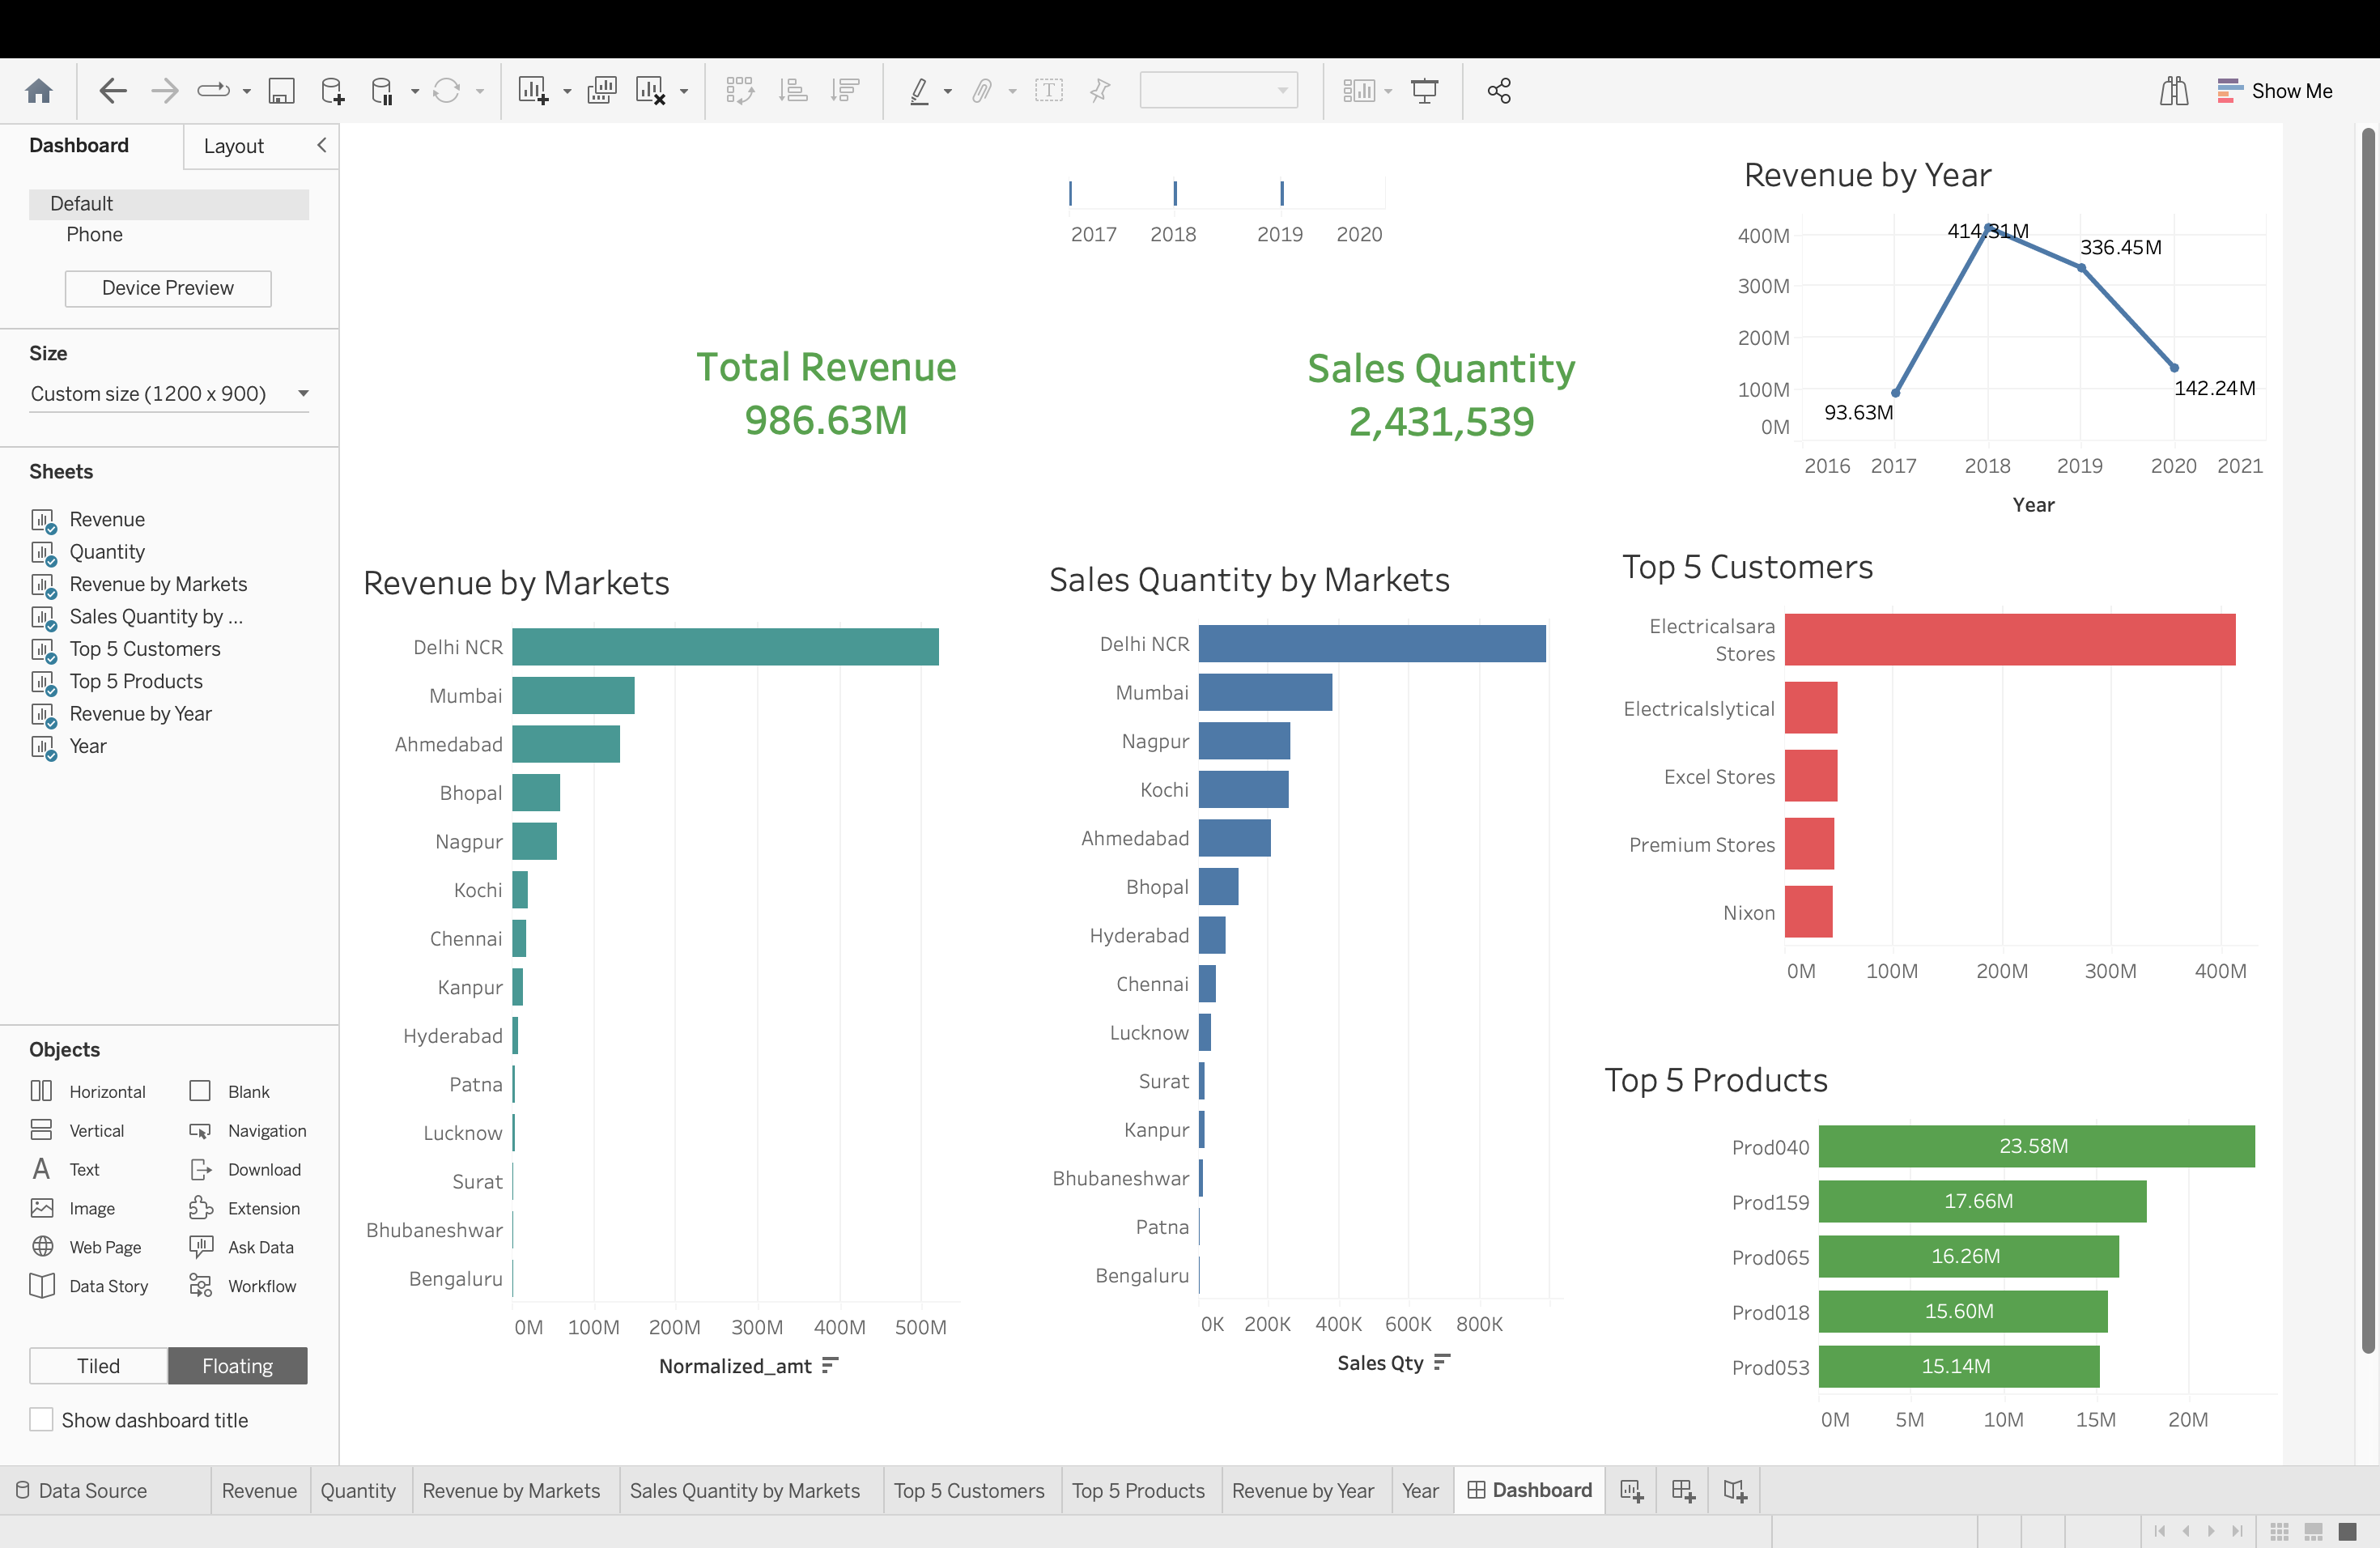 Show Me
Dashboard
Layout
Default
Phone
Device Preview
Size
Custom size (1200 x 900)
Sheets
Revenue
Quantity
Revenue by Markets
Sales Quantity by ...
Top 5 Customers
Top 5 Products
Revenue by Year
Year
Objects
Horizontal Blank
Vertical Navigation
Text Download
Image Extension
Web Page Ask Data
Data Story Workflow
Tiled Floating
Show dashboard title
2017 2018 2019 2020
Total Revenue
986.63M
Sales Quantity
2,431,539
Revenue by Year
400M
300M
200M
100M
0M
414.31M
336.45M
142.24M
93.63M
2016 2017 2018 2019 2020 2021
Year
Revenue by Markets
Delhi NCR
Mumbai
Ahmedabad
Bhopal
Nagpur
Kochi
Chennai
Kanpur
Hyderabad
Patna
Lucknow
Surat
Bhubaneshwar
Bengaluru
0M 100M 200M 300M 400M 500M
Normalized_amt
Sales Quantity by Markets
Delhi NCR
Mumbai
Nagpur
Kochi
Ahmedabad
Bhopal
Hyderabad
Chennai
Lucknow
Surat
Kanpur
Bhubaneshwar
Patna
Bengaluru
0K 200K 400K 600K 800K
Sales Qty
Top 5 Customers
Electricalsara
Stores
Electricalslytical
Excel Stores
Premium Stores
Nixon
0M 100M 200M 300M 400M
Top 5 Products
Prod040 23.58M
Prod159 17.66M
Prod065 16.26M
Prod018 15.60M
Prod053 15.14M
0M 5M 10M 15M 20M
Data Source Revenue Quantity Revenue by Markets Sales Quantity by Markets Top 5 Customers Top 5 Products Revenue by Year Year Dashboard